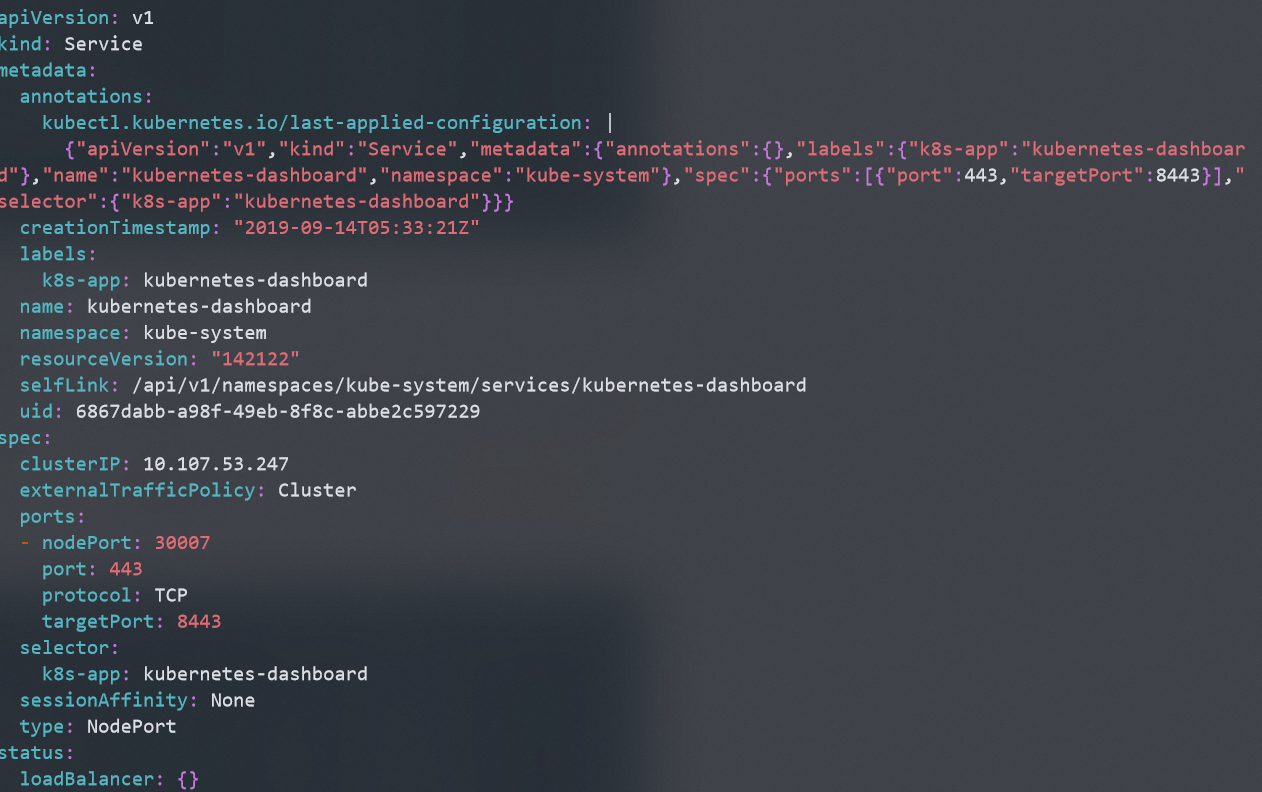 apiVersion: v1
kind: Service
metadata:
  annotations:
    kubectl.kubernetes.io/last-applied-configuration: |
      {"apiVersion":"v1","kind":"Service","metadata":{"annotations":{},"labels":{"k8s-app":"kubernetes-dashboar
d"},"name":"kubernetes-dashboard","namespace":"kube-system"},"spec":{"ports":[{"port":443,"targetPort":8443}],"
selector":{"k8s-app":"kubernetes-dashboard"}}}
  creationTimestamp: "2019-09-14T05:33:21Z"
  labels:
    k8s-app: kubernetes-dashboard
  name: kubernetes-dashboard
  namespace: kube-system
  resourceVersion: "142122"
  selfLink: /api/v1/namespaces/kube-system/services/kubernetes-dashboard
  uid: 6867dabb-a98f-49eb-8f8c-abbe2c597229
spec:
  clusterIP: 10.107.53.247
  externalTrafficPolicy: Cluster
  ports:
  - nodePort: 30007
    port: 443
    protocol: TCP
    targetPort: 8443
  selector:
    k8s-app: kubernetes-dashboard
  sessionAffinity: None
  type: NodePort
status:
  loadBalancer: {}